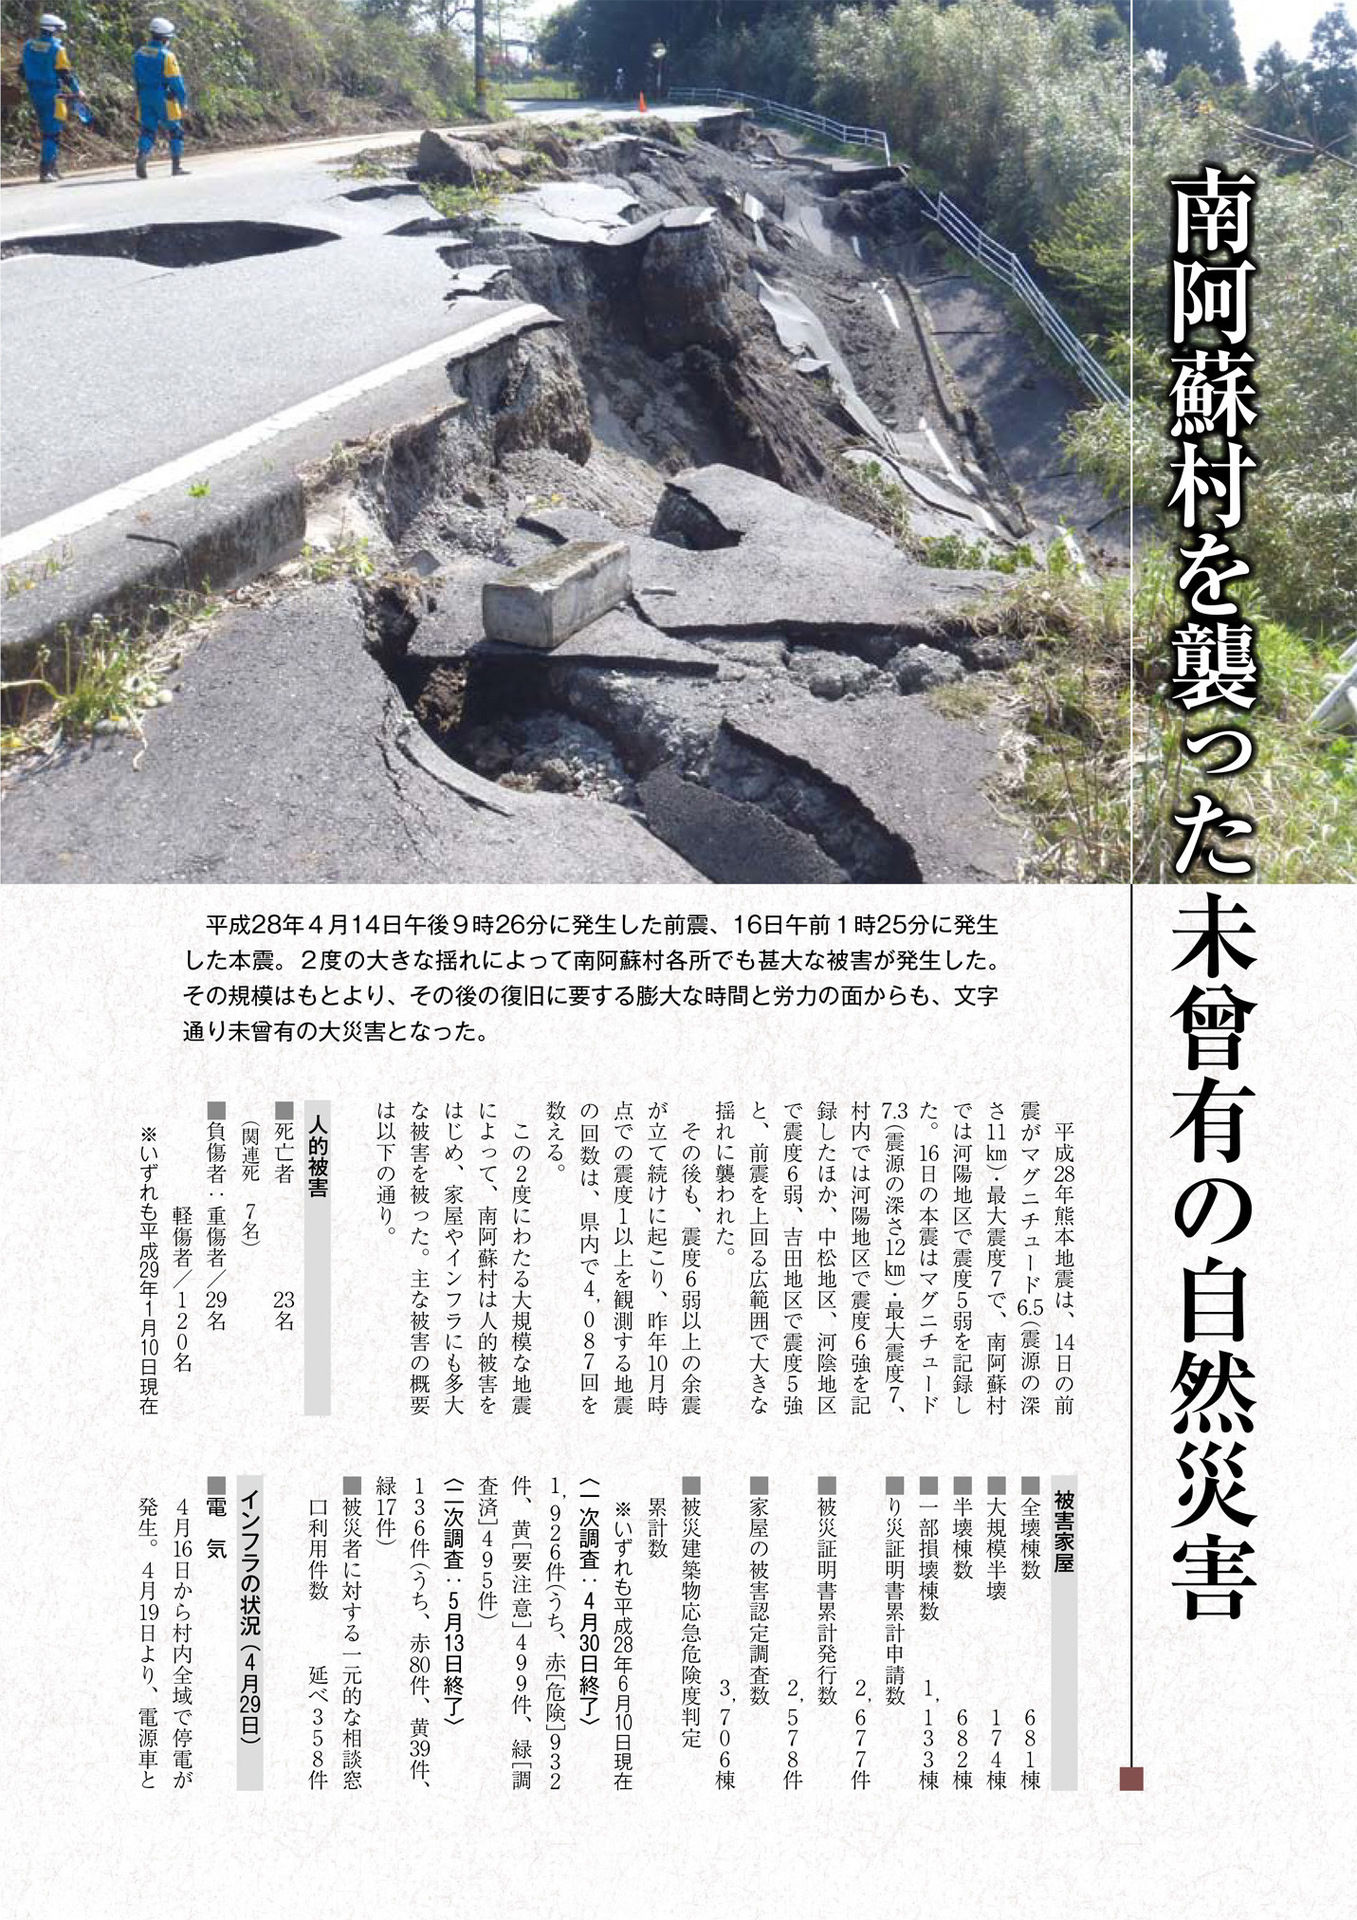 南阿蘇村を襲った未曾有の自然災害
平成28年４月14日午後９時26分に発生した前震、16日午前１時25分に発生
した本震。２度の大きな揺れによって南阿蘇村各所でも甚大な被害が発生した。
その規模はもとより、その後の復旧に要する膨大な時間と労力の面からも、文字
通り未曾有の大災害となった。
平成28年熊本地震は、14日の前
震がマグニチュード6.5（震源の深
さ11㎞）・最大震度７で、南阿蘇村
では河陽地区で震度５弱を記録し
た。16日の本震はマグニチュード
7.3（震源の深さ12㎞）・最大震度７、
村内では河陽地区で震度６強を記
録したほか、中松地区、河陰地区
で震度６弱、吉田地区で震度５強
と、前震を上回る広範囲で大きな
揺れに襲われた。
その後も、震度６弱以上の余震
が立て続けに起こり、昨年10月時
点での震度１以上を観測する地震
の回数は、県内で４,０８７回を
数える。
この２度にわたる大規模な地震
によって、南阿蘇村は人的被害を
はじめ、家屋やインフラにも多大
な被害を被った。主な被害の概要
は以下の通り。
人的被害
■死亡者　23名
（関連死　７名）
■負傷者：重傷者／29名
軽傷者／１２０名
※いずれも平成29年１月10日現在
被害家屋
■全壊棟数　６８１棟
■大規模半壊　１７４棟
■半壊棟数　６８２棟
■一部損壊棟数　１,１３３棟
■り災証明書累計申請数
２,６７７件
■被災証明書累計発行数
２,５７８件
■家屋の被害認定調査数
３,７０６棟
■被災建築物応急危険度判定
累計数
※いずれも平成28年６月10日現在
〈一次調査：４月30日終了〉
１,９２６件（うち、赤［危険］９３２
件、黄［要注意］４９９件、緑［調
査済］４９５件）
〈二次調査：５月13日終了〉
１３６件（うち、赤80件、黄39件、
緑17件）
■被災者に対する一元的な相談窓
口利用件数　延べ３５８件
インフラの状況（４月29日）
■電　気
４月16日から村内全域で停電が
発生。４月19日より、電源車と